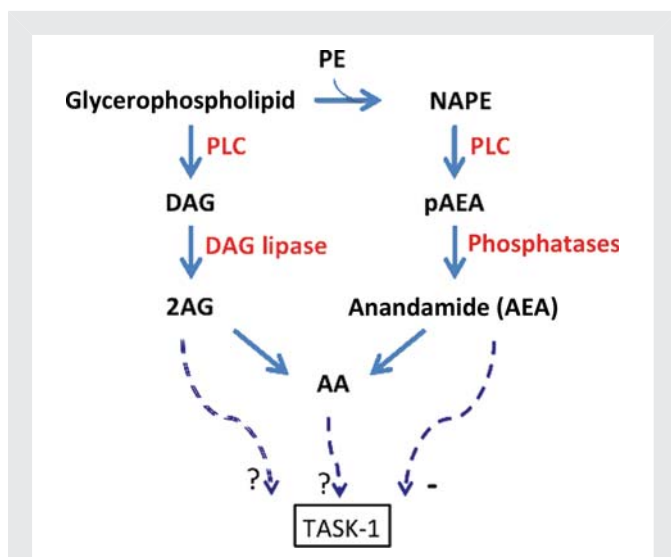 PE
Glycerophospholipid NAPE
PLC PLC
DAG pAEA
DAG lipase Phosphatases
2AG Anandamide (AEA)
AA
? ? -
TASK-1